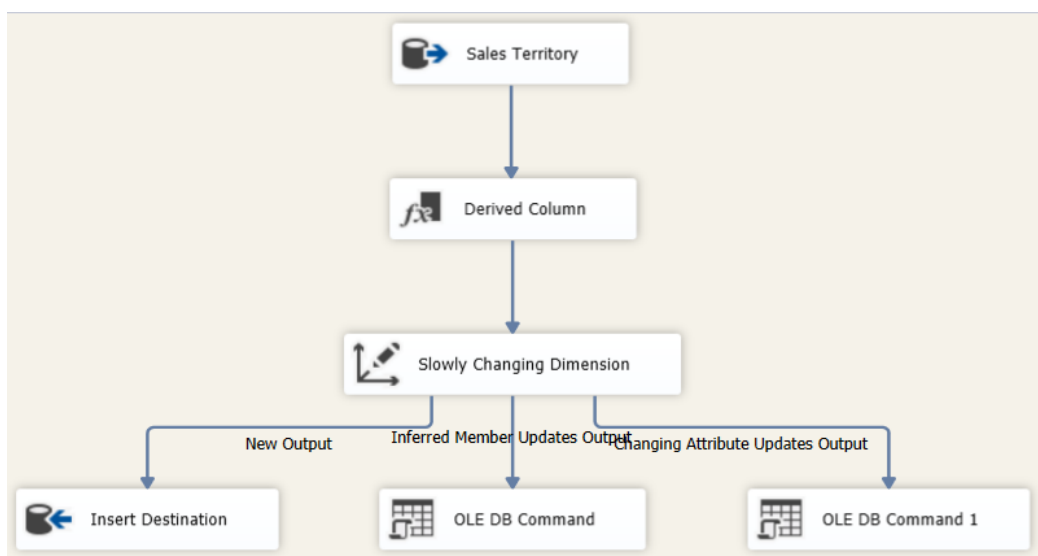 Sales Territory
Derived Column
Slowly Changing Dimension
New Output
Inferred Member Updates Output
Changing Attribute Updates Output
Insert Destination
OLE DB Command
OLE DB Command 1